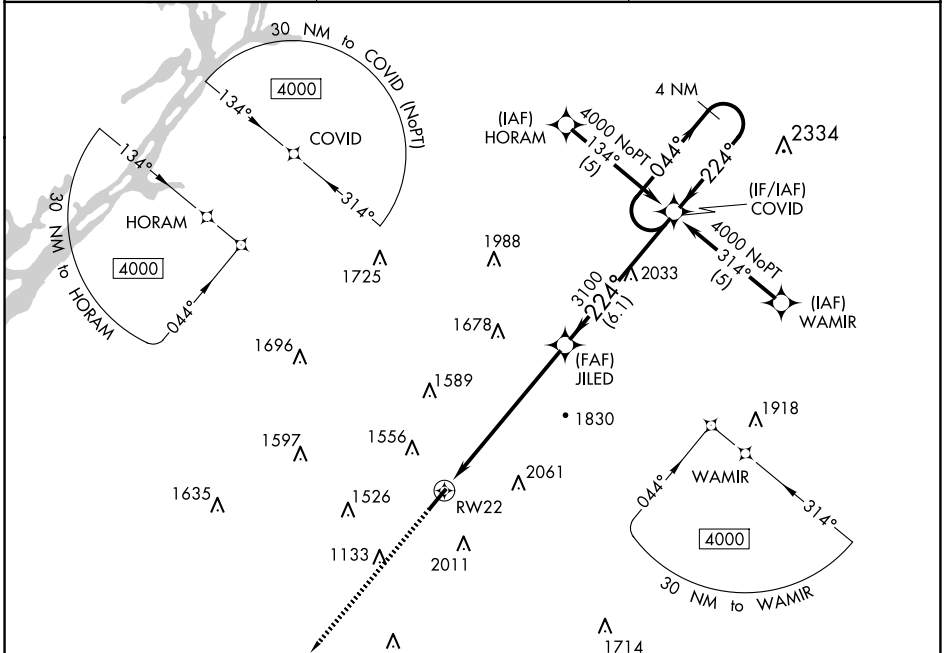 30 NM to COVID (NoPT)
4000
134°
COVID
314°
134°
30 NM to HORAM
HORAM
4000
044°
4 NM
(IAF)
HORAM
4000 NoPT
134°
(5)
044°
224°
2334
(IF/IAF)
COVID
4000 NoPT
314°
(5)
(IAF)
WAMIR
1725
1988
2033
3100
224°
(6.1)
1678
(FAF)
JILED
1696
1589
1830
1918
1597
1556
WAMIR
044°
314°
4000
30 NM to WAMIR
2061
1635
1526
RW22
1133
2011
1714